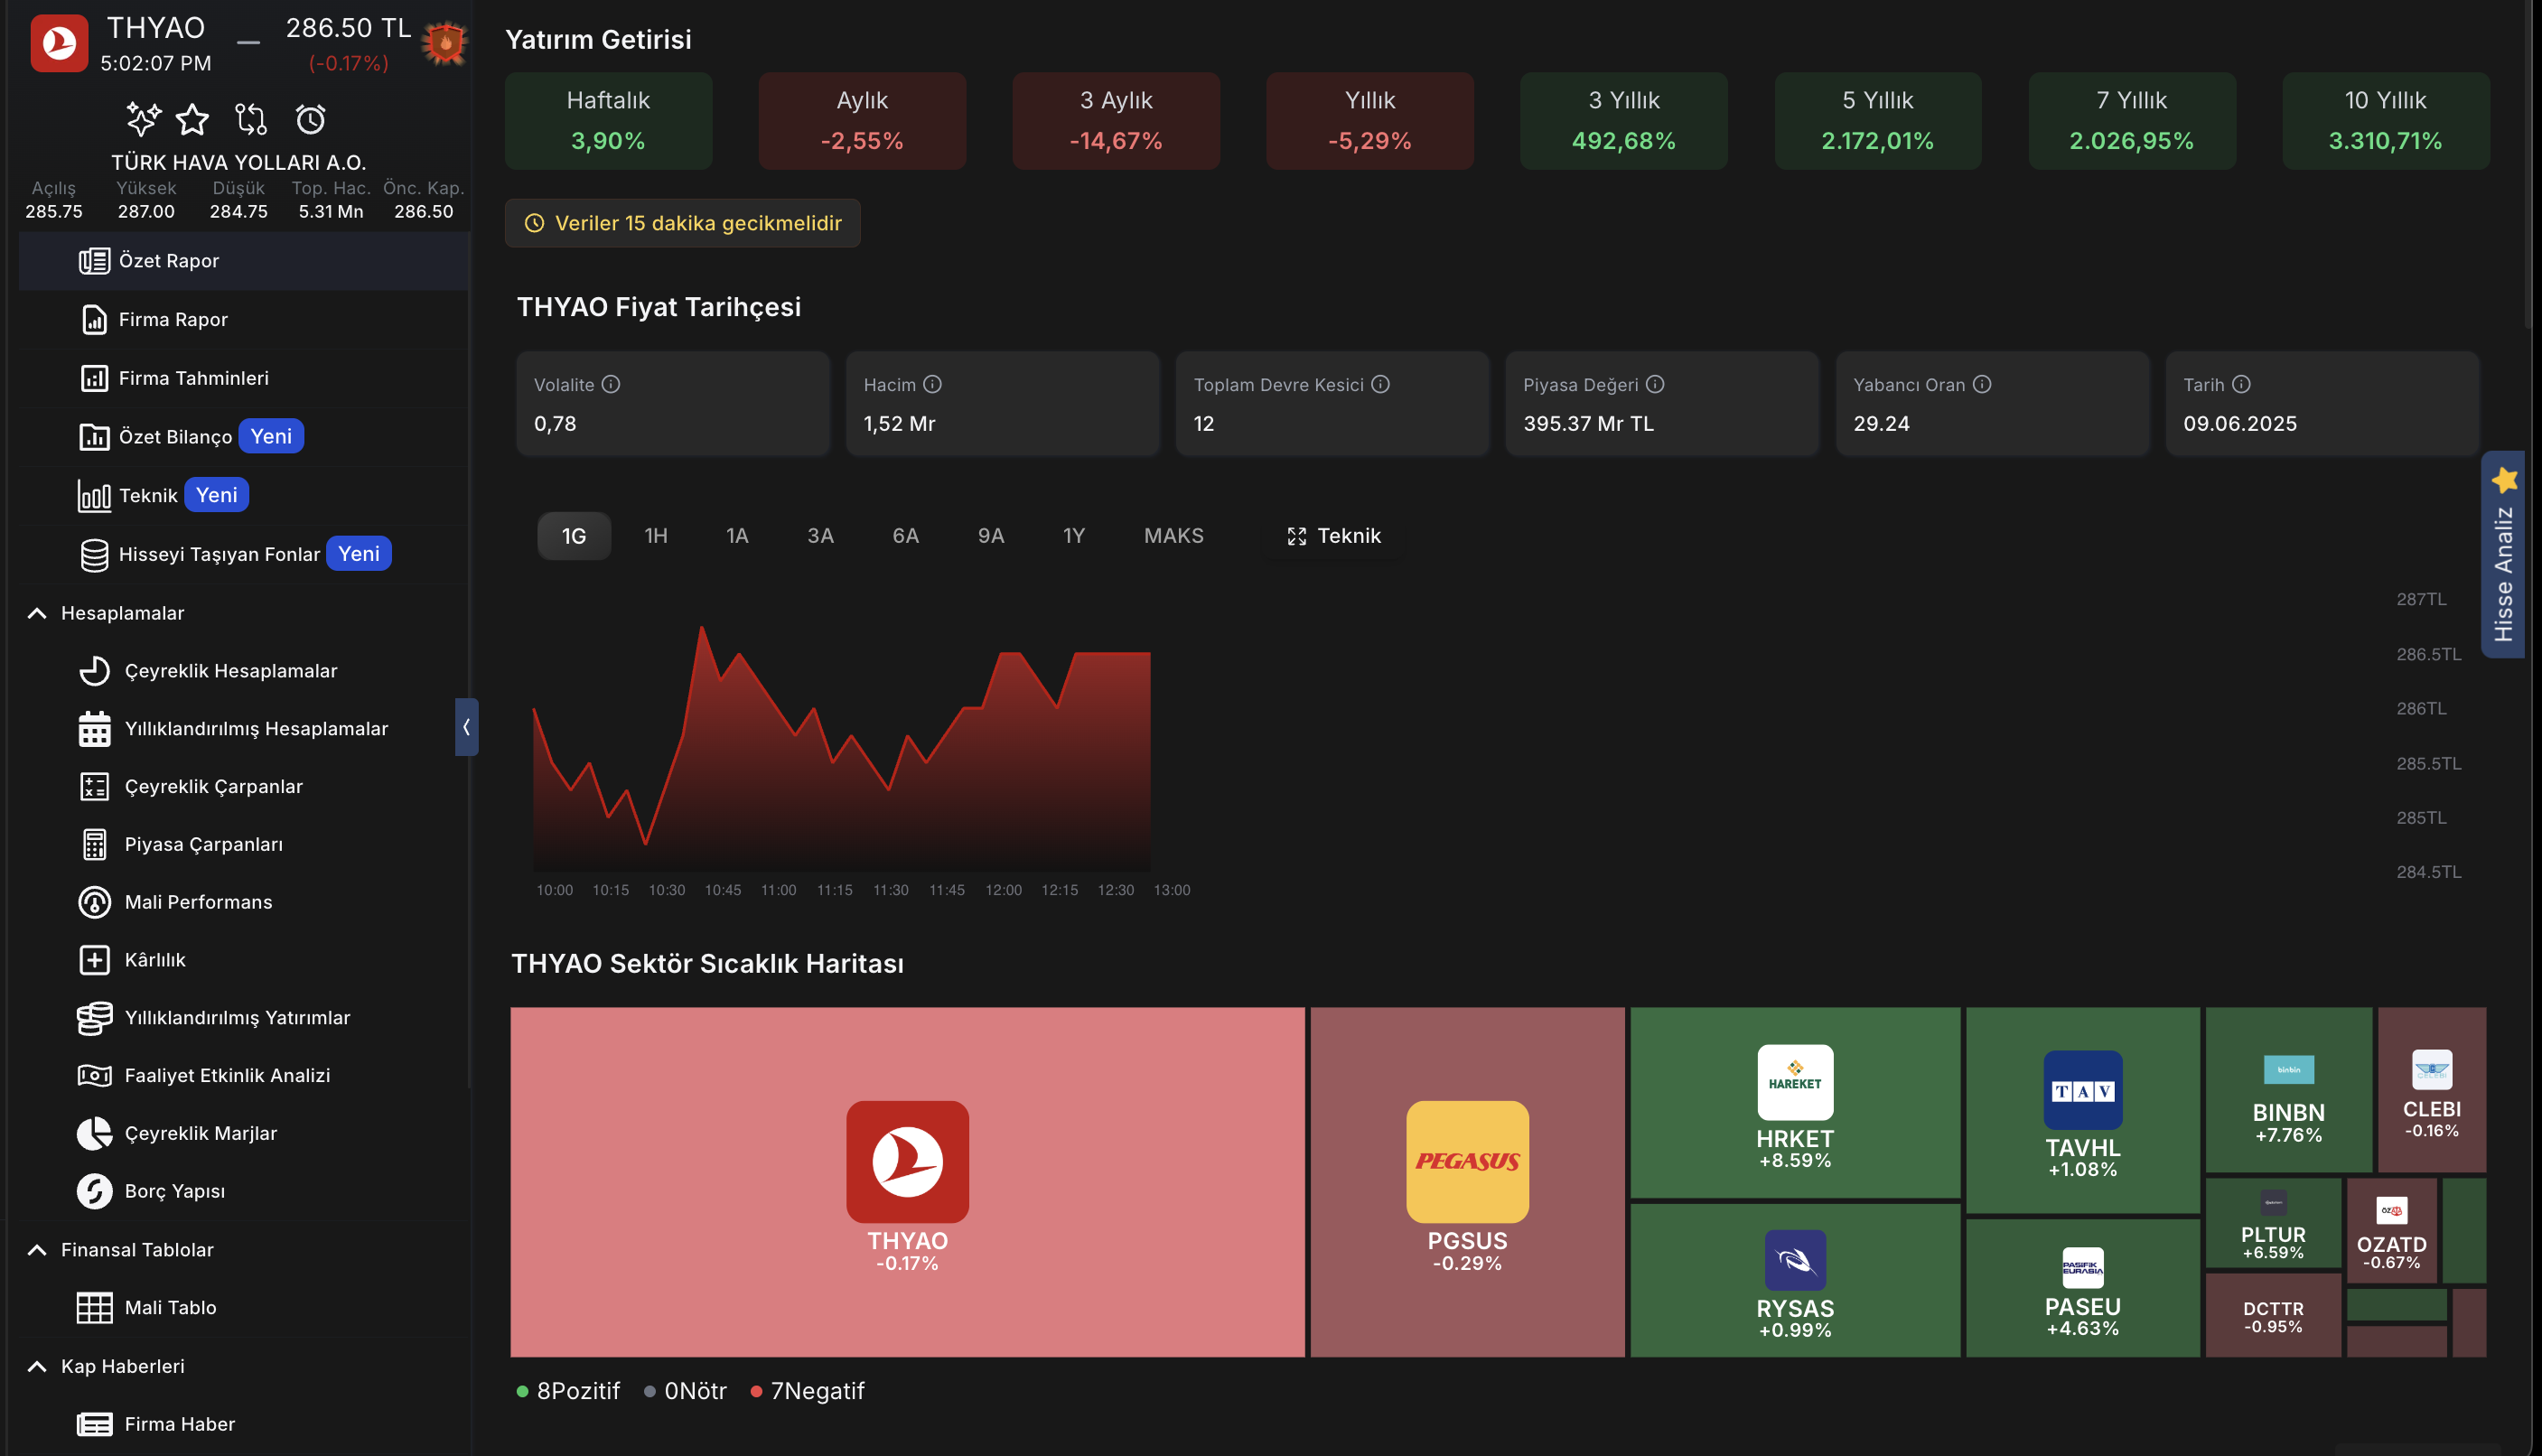 THYAO
286.50 TL
5:02:07 PM
(-0.17%)
TÜRK HAVA YOLLARI A.O.
Açılış Yüksek Düşük Top. Hac. Önc. Kap.
285.75 287.00 284.75 5.31 Mn 286.50
Özet Rapor
Firma Rapor
Firma Tahminleri
Özet Bilanço Yeni
Teknik Yeni
Hisseyi Taşıyan Fonlar Yeni
Hesaplamalar
Çeyreklik Hesaplamalar
Yıllıklandırılmış Hesaplamalar
Çeyreklik Çarpanlar
Piyasa Çarpanları
Mali Performans
Kârlılık
Yıllıklandırılmış Yatırımlar
Faaliyet Etkinlik Analizi
Çeyreklik Marjlar
Borç Yapısı
Finansal Tablolar
Mali Tablo
Kap Haberleri
Firma Haber
Yatırım Getirisi
Haftalık Aylık 3 Aylık Yıllık 3 Yıllık 5 Yıllık 7 Yıllık 10 Yıllık
3,90% -2,55% -14,67% -5,29% 492,68% 2.172,01% 2.026,95% 3.310,71%
Veriler 15 dakika gecikmelidir
THYAO Fiyat Tarihçesi
Volalite Hacim Toplam Devre Kesici Piyasa Değeri Yabancı Oran Tarih
0,78 1,52 Mr 12 395.37 Mr TL 29.24 09.06.2025
1G 1H 1A 3A 6A 9A 1Y MAKS Teknik
Hisse Analiz
287TL
286.5TL
286TL
285.5TL
285TL
284.5TL
10:00 10:15 10:30 10:45 11:00 11:15 11:30 11:45 12:00 12:15 12:30 13:00
THYAO Sektör Sıcaklık Haritası
THYAO
-0.17%
PEGASUS
PGSUS
-0.29%
HAREKET
HRKET
+8.59%
RYSAS
+0.99%
TAV
TAVHL
+1.08%
PASIFIK
EURASIA
PASEU
+4.63%
binbin
BINBN
+7.76%
CELEBI
CLEBI
-0.16%
PLTUR
+6.59%
OZATD
-0.67%
DCTTR
-0.95%
8Pozitif 0Nötr 7Negatif